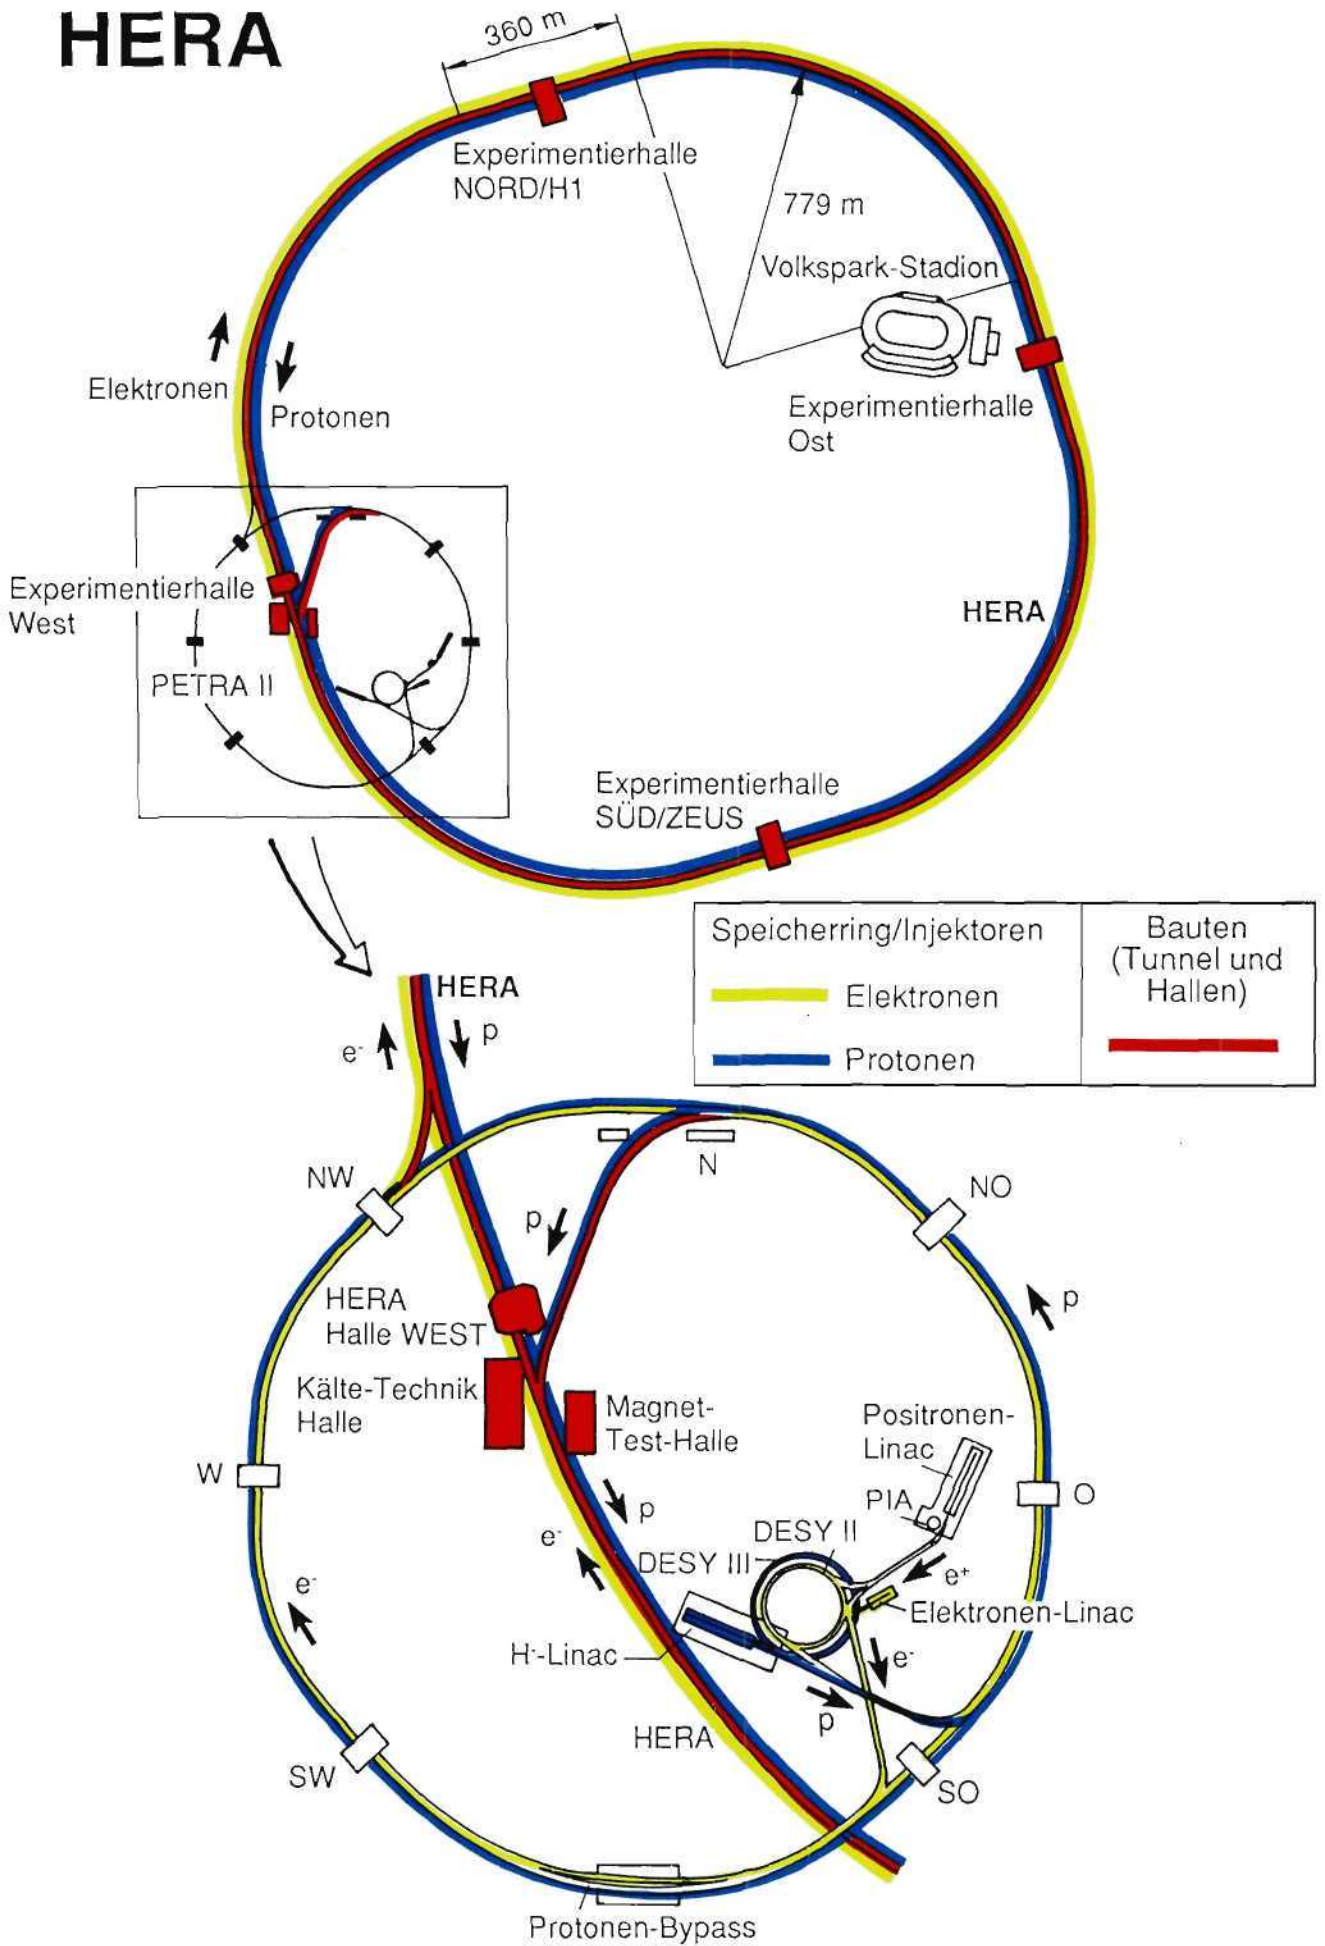 HERA
360 m
Experimentierhalle
NORD/H1
779 m
Volkspark-Stadion
Elektronen
Protonen
Experimentierhalle
Ost
Experimentierhalle
West
HERA
PETRA II
Experimentierhalle
SÜD/ZEUS
Speicherring/Injektoren
Elektronen
Protonen
Bauten
(Tunnel und
Hallen)
HERA
e-
p
N
NW
NO
p
p
HERA
Halle WEST
Kälte-Technik
Halle
Magnet-
Test-Halle
Positronen-
Linac
W
PIA
O
p
e-
DESY II
DESY III
e+
e-
Elektronen-Linac
H--Linac
e-
p
HERA
SW
SO
Protonen-Bypass